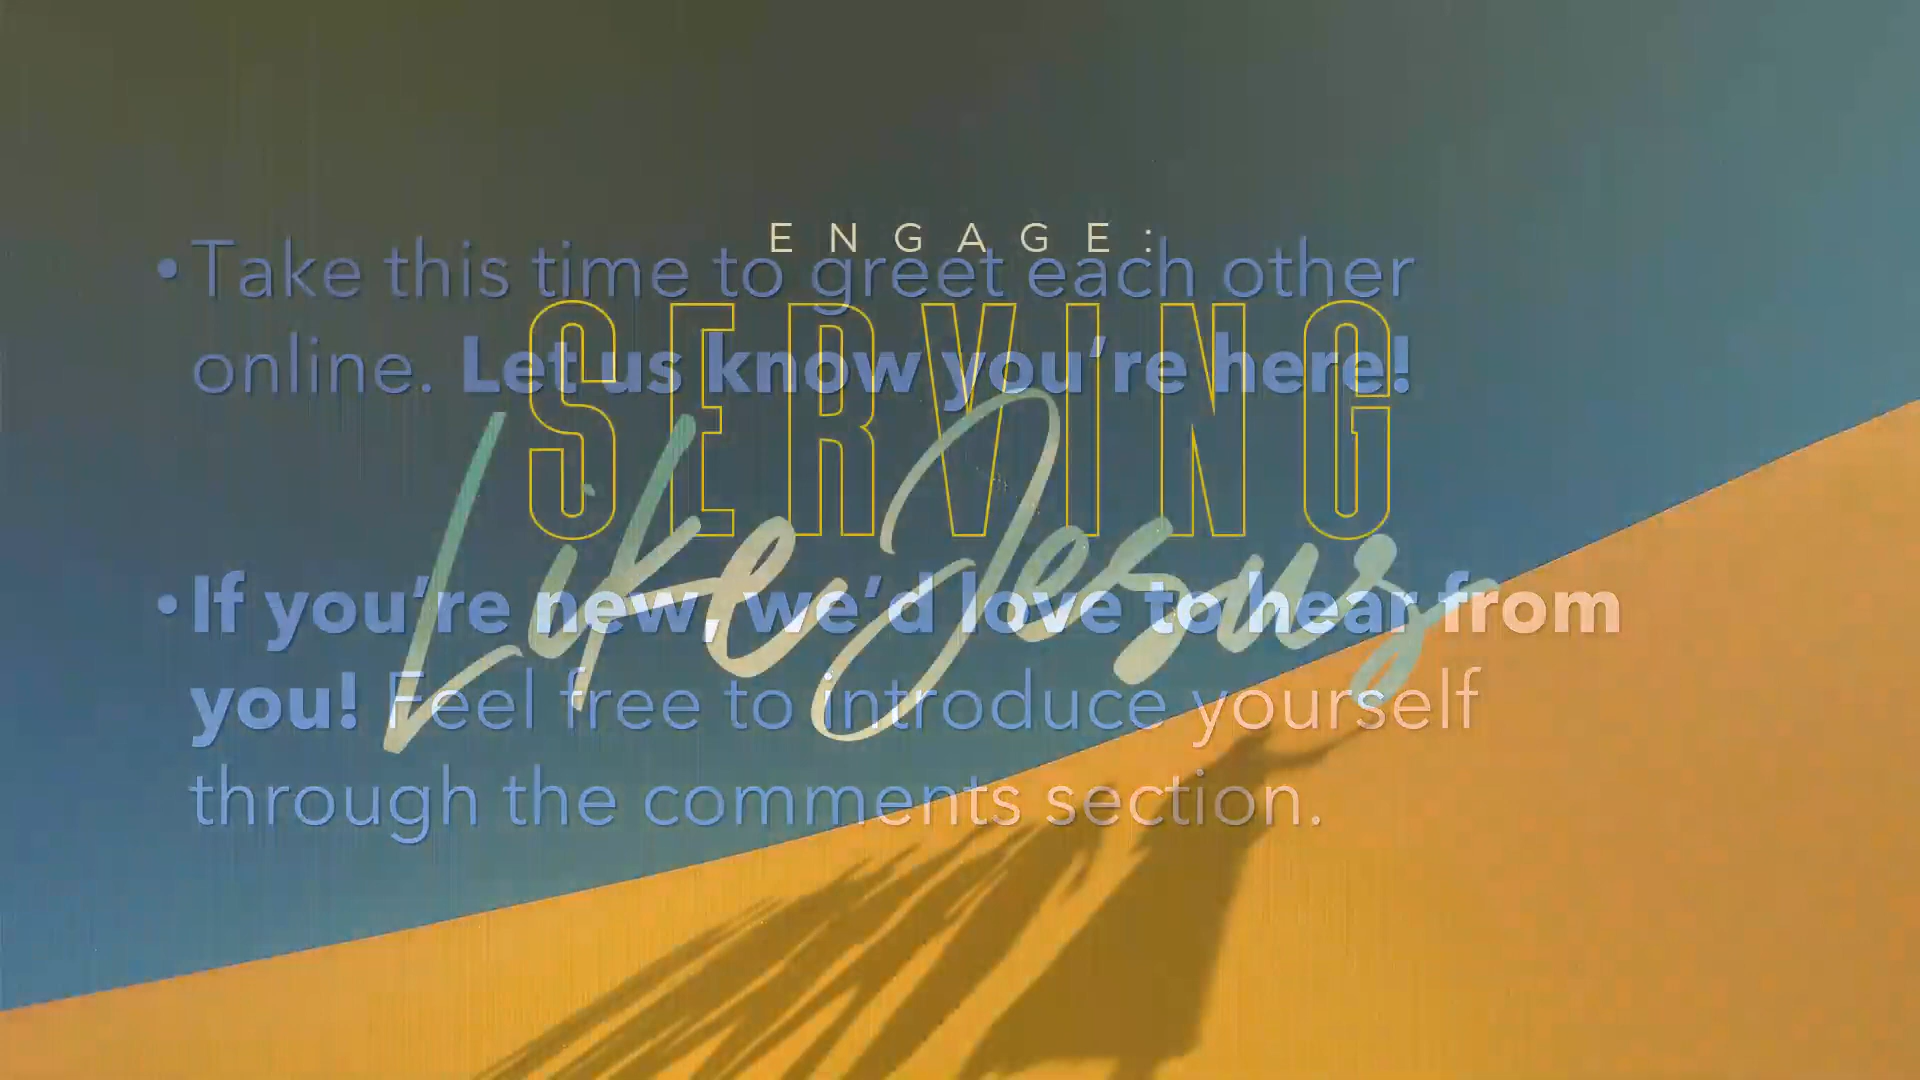 ENGAGE:
SERVING
Like Jesus
•Take this time to greet each other
online. Let us know you're here!
•If you're new, we'd love to hear from
you! Feel free to introduce yourself
through the comments section.